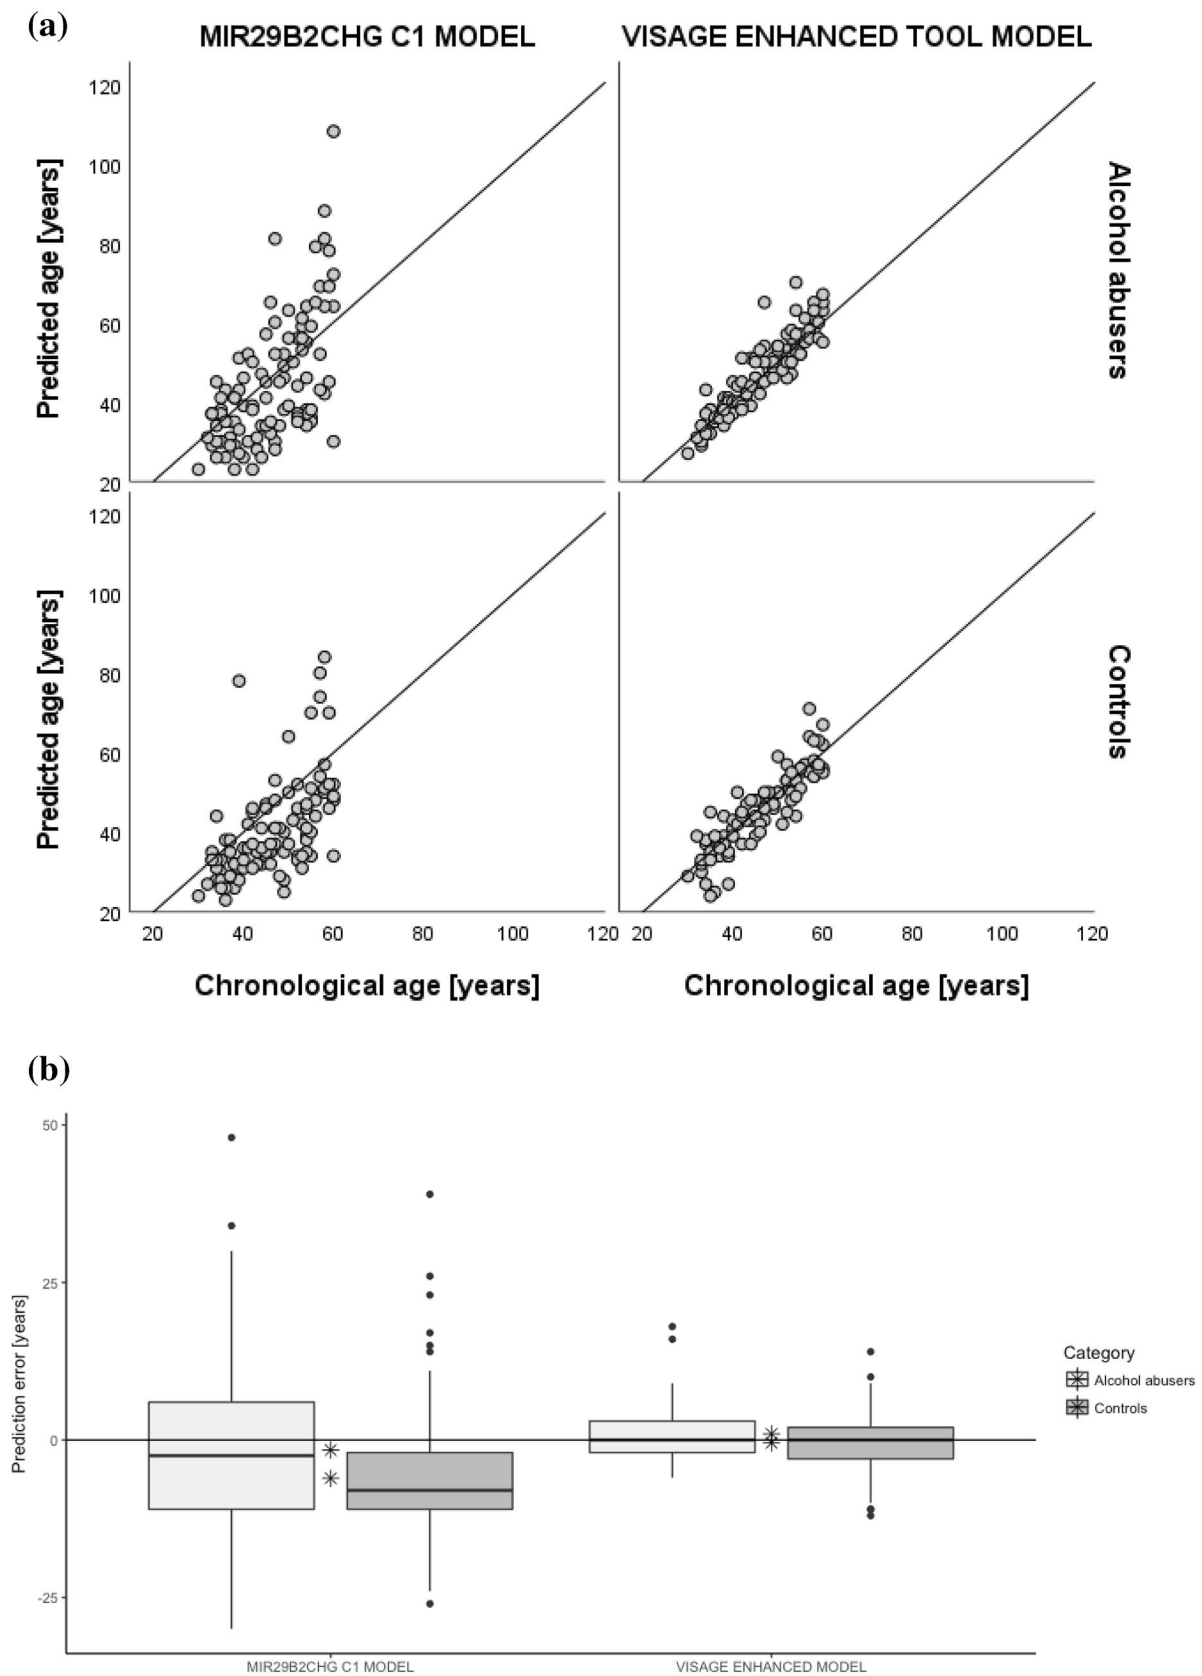 (a)
MIR29B2CHG C1 MODEL
VISAGE ENHANCED TOOL MODEL
Predicted age [years]
120
100
80
60
40
20
Alcohol abusers
Predicted age [years]
120
100
80
60
40
20
Controls
20 40 60 80 100 120
20 40 60 80 100 120
Chronological age [years]
Chronological age [years]
(b)
Prediction error [years]
50
25
0
-25
MIR29B2CHG C1 MODEL
VISAGE ENHANCED MODEL
Category
Alcohol abusers
Controls